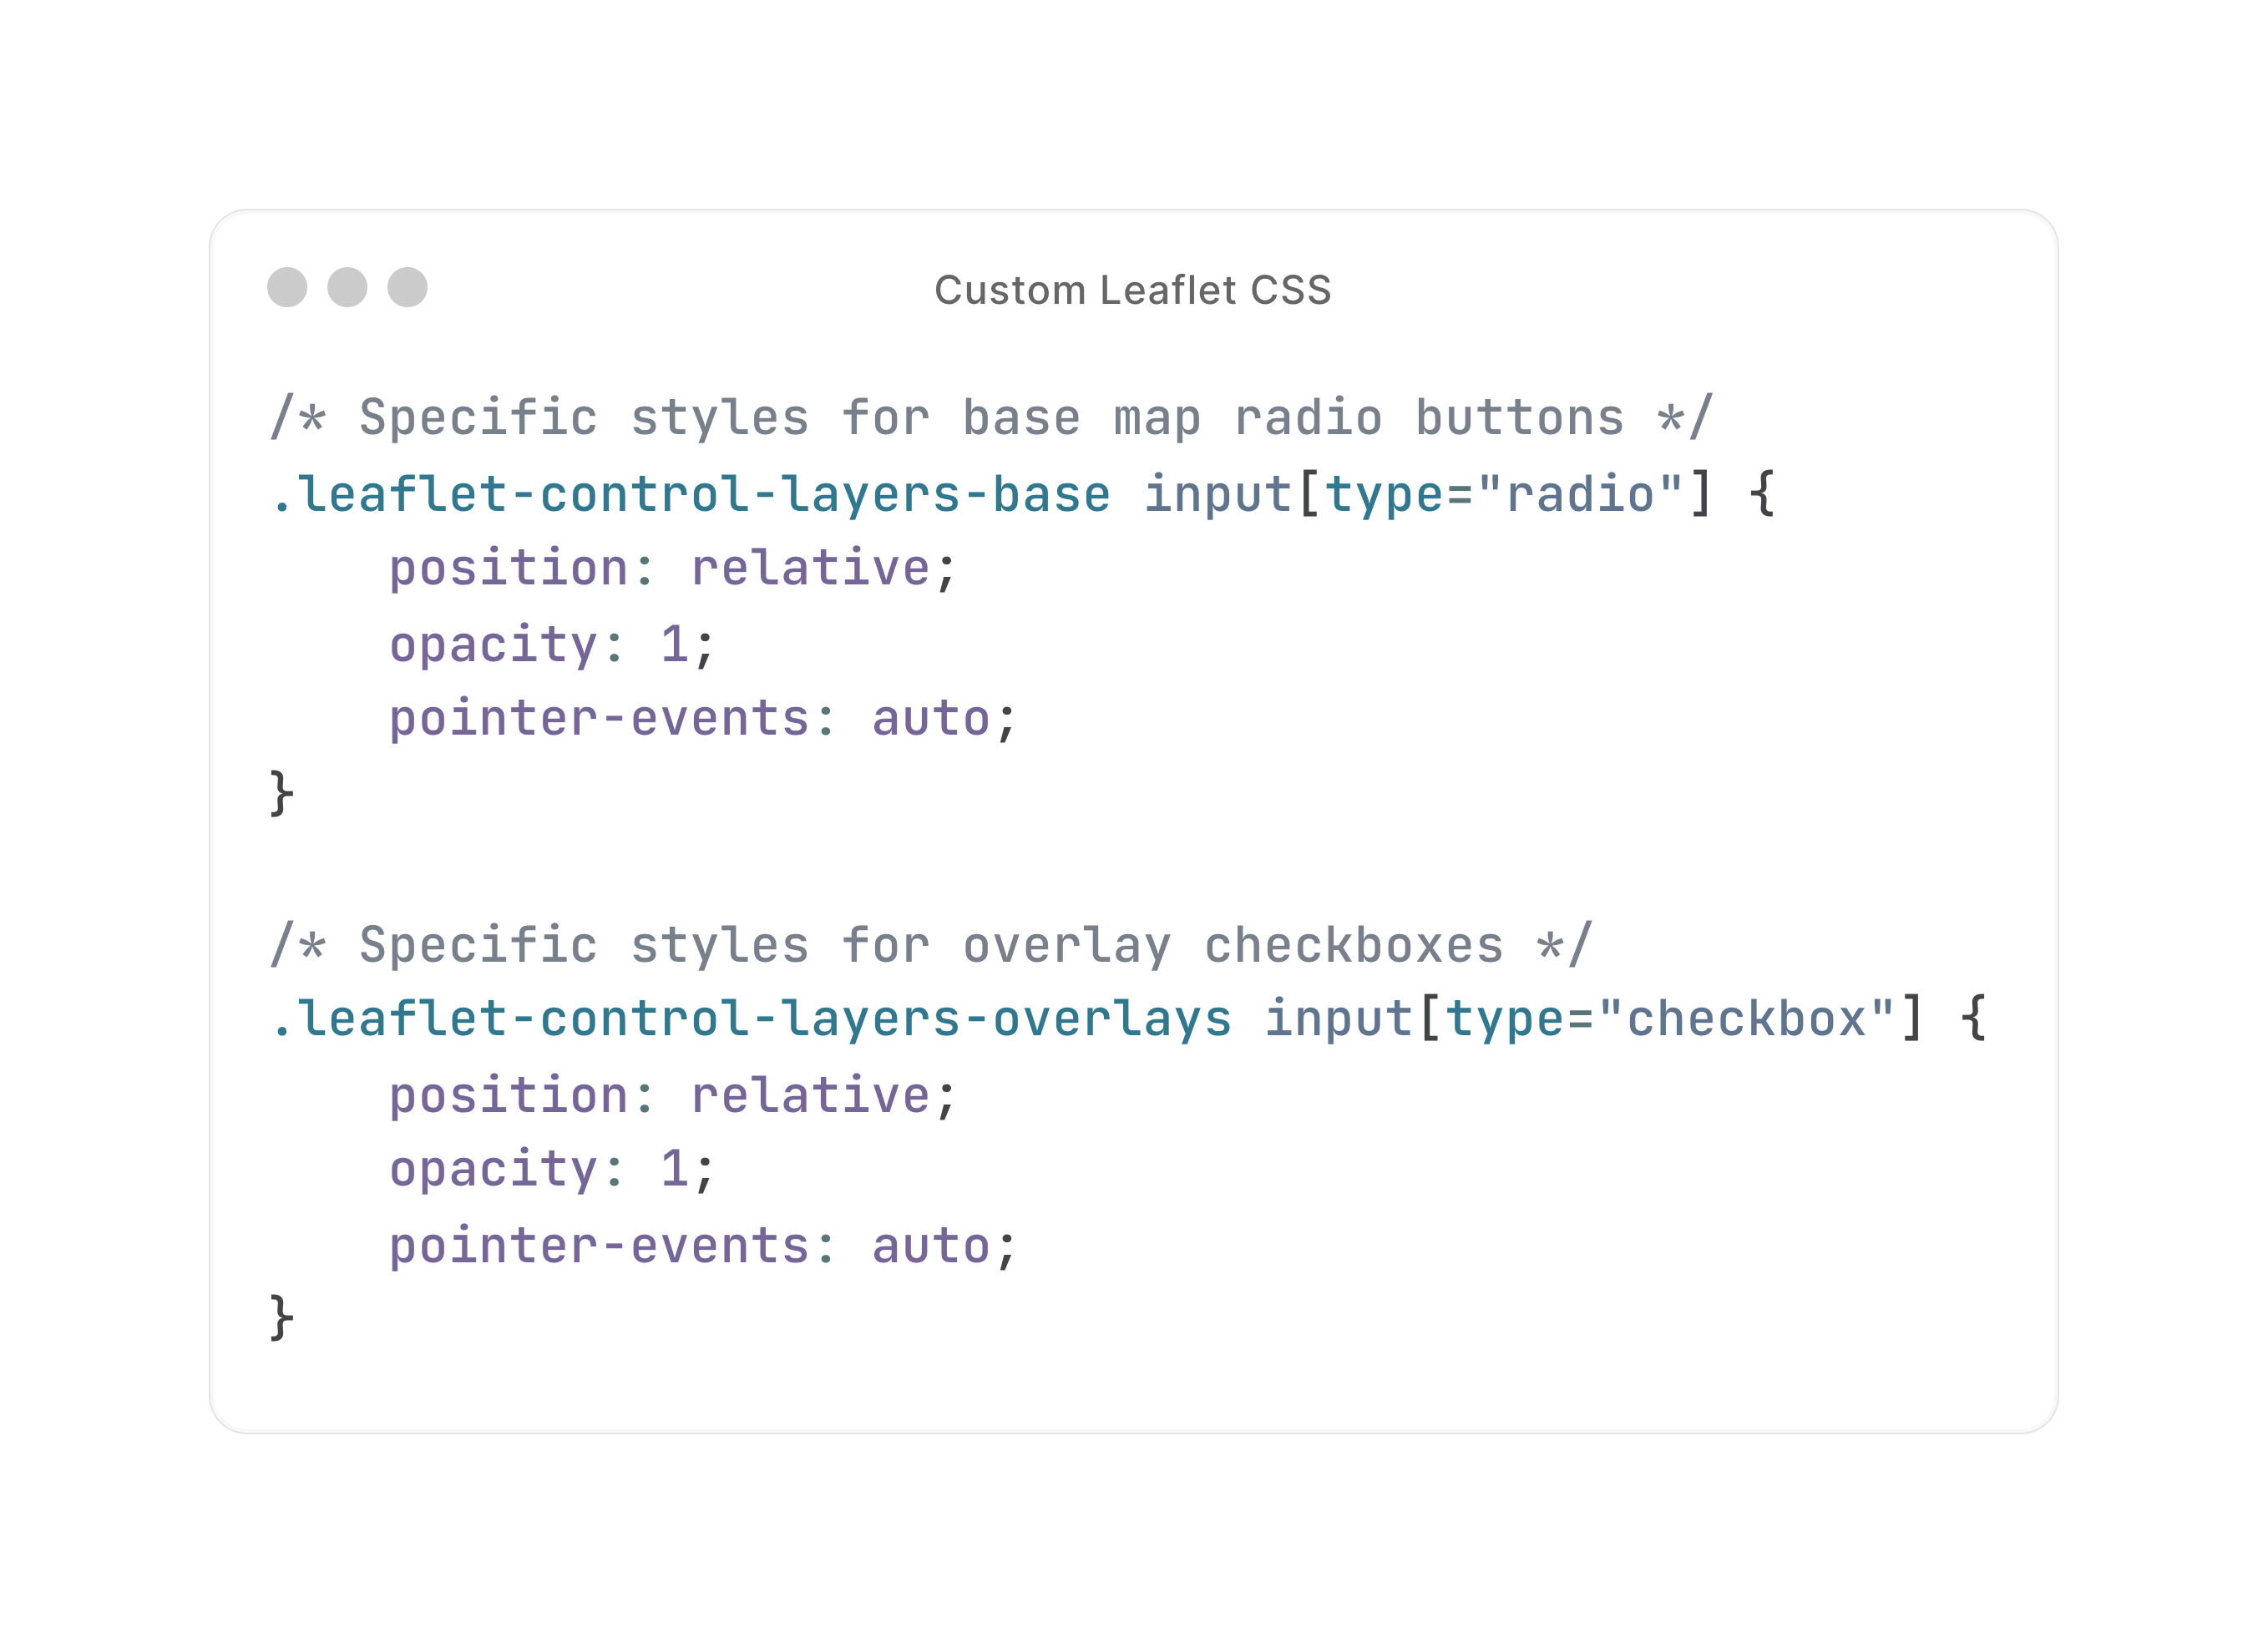 Custom Leaflet CSS
/* Specific styles for base map radio buttons */
.leaflet-control-layers-base input[type="radio"] {
    position: relative;
    opacity: 1;
    pointer-events: auto;
}

/* Specific styles for overlay checkboxes */
.leaflet-control-layers-overlays input[type="checkbox"] {
    position: relative;
    opacity: 1;
    pointer-events: auto;
}